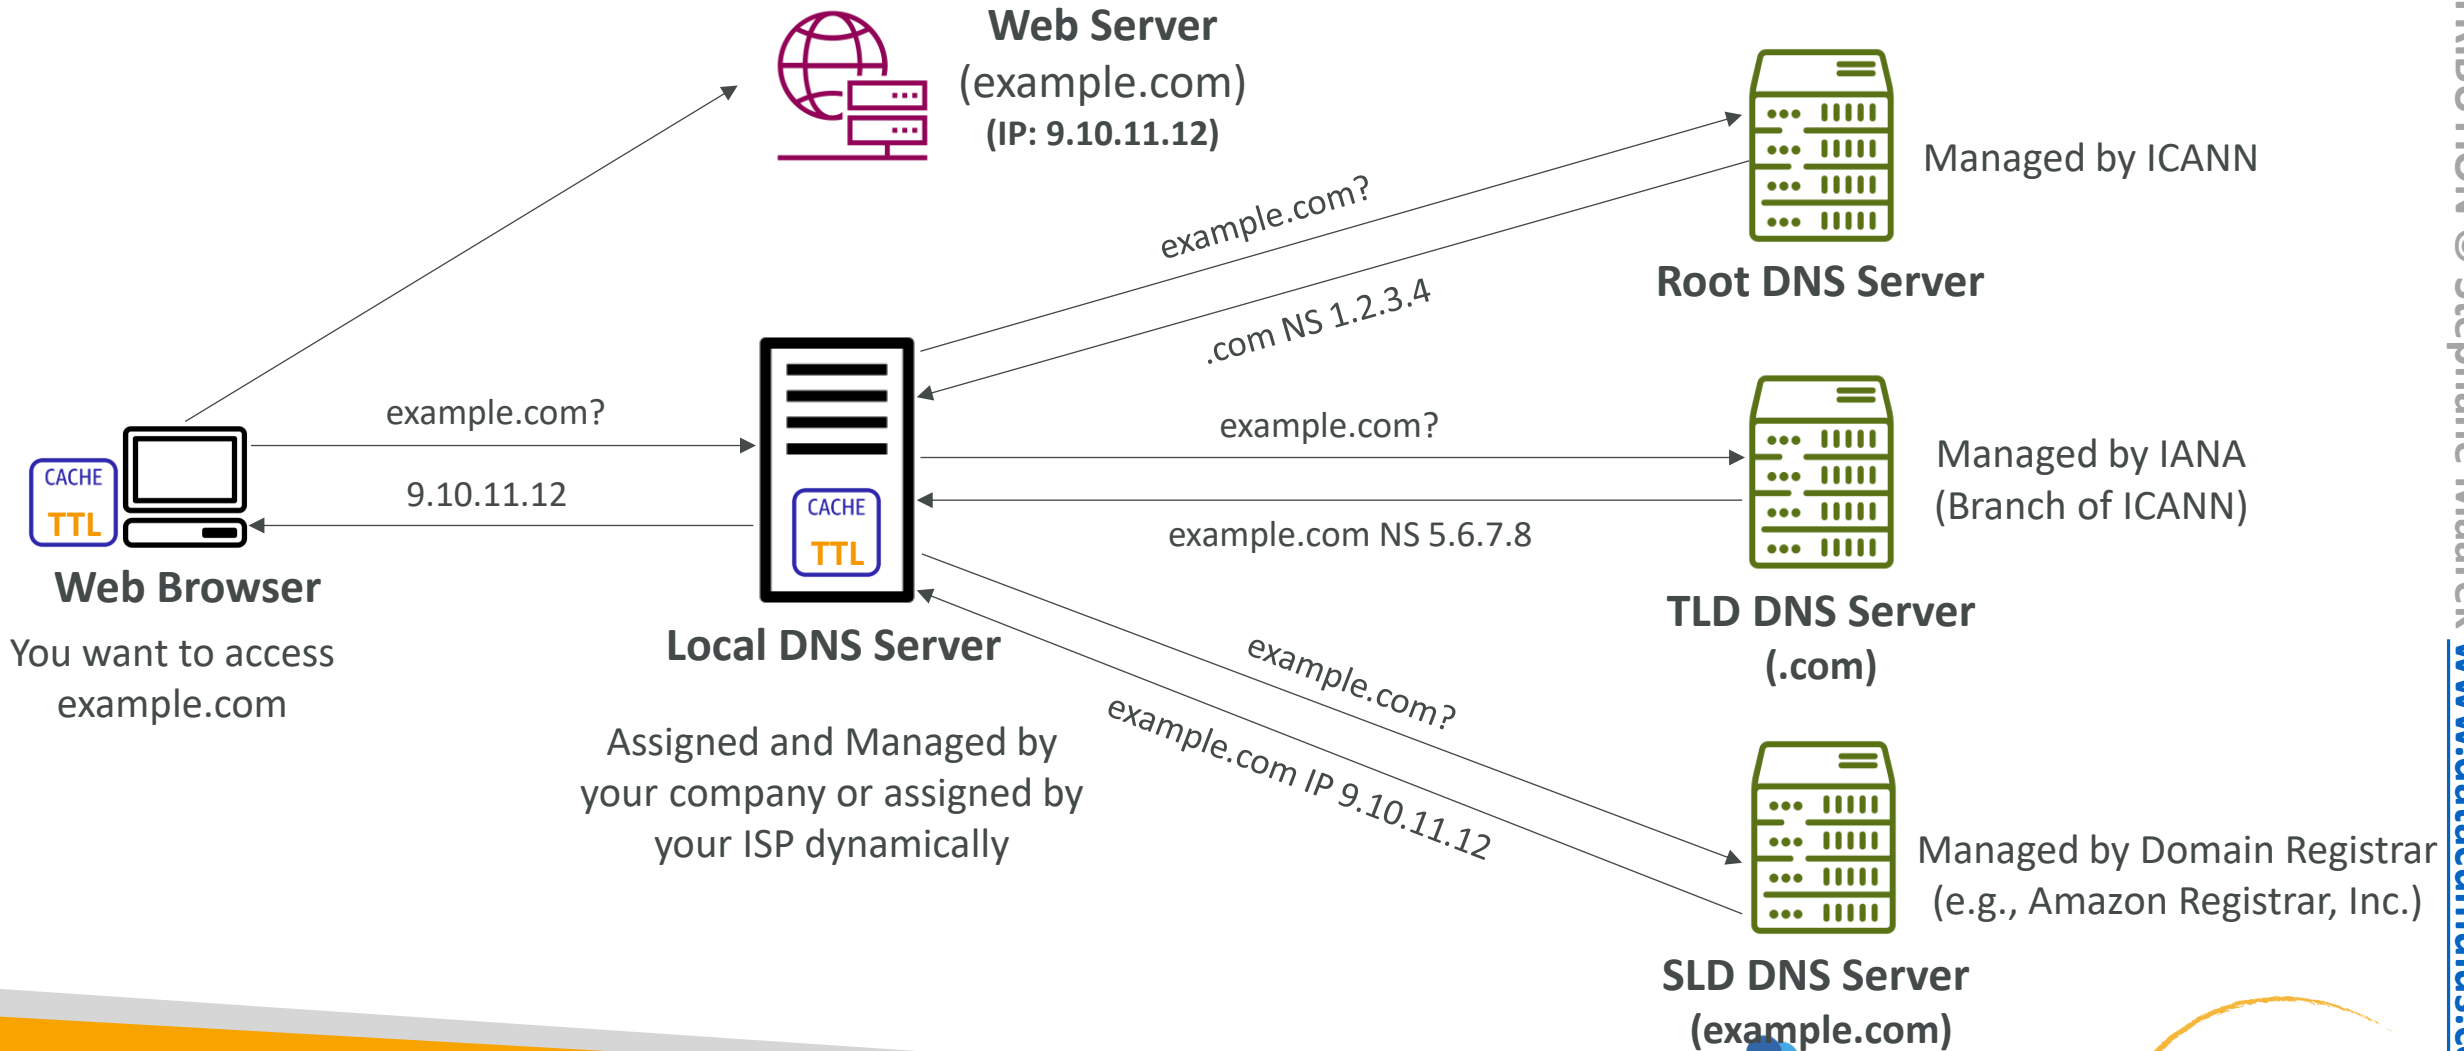 Web Server
(example.com)
(IP: 9.10.11.12)
Managed by ICANN
Root DNS Server
example.com?
.com NS 1.2.3.4
example.com?
9.10.11.12
CACHE
TTL
Web Browser
You want to access
example.com
CACHE
TTL
Local DNS Server
Assigned and Managed by
your company or assigned by
your ISP dynamically
example.com?
example.com NS 5.6.7.8
Managed by IANA
(Branch of ICANN)
TLD DNS Server
(.com)
example.com?
example.com IP 9.10.11.12
Managed by Domain Registrar
(e.g., Amazon Registrar, Inc.)
SLD DNS Server
(example.com)